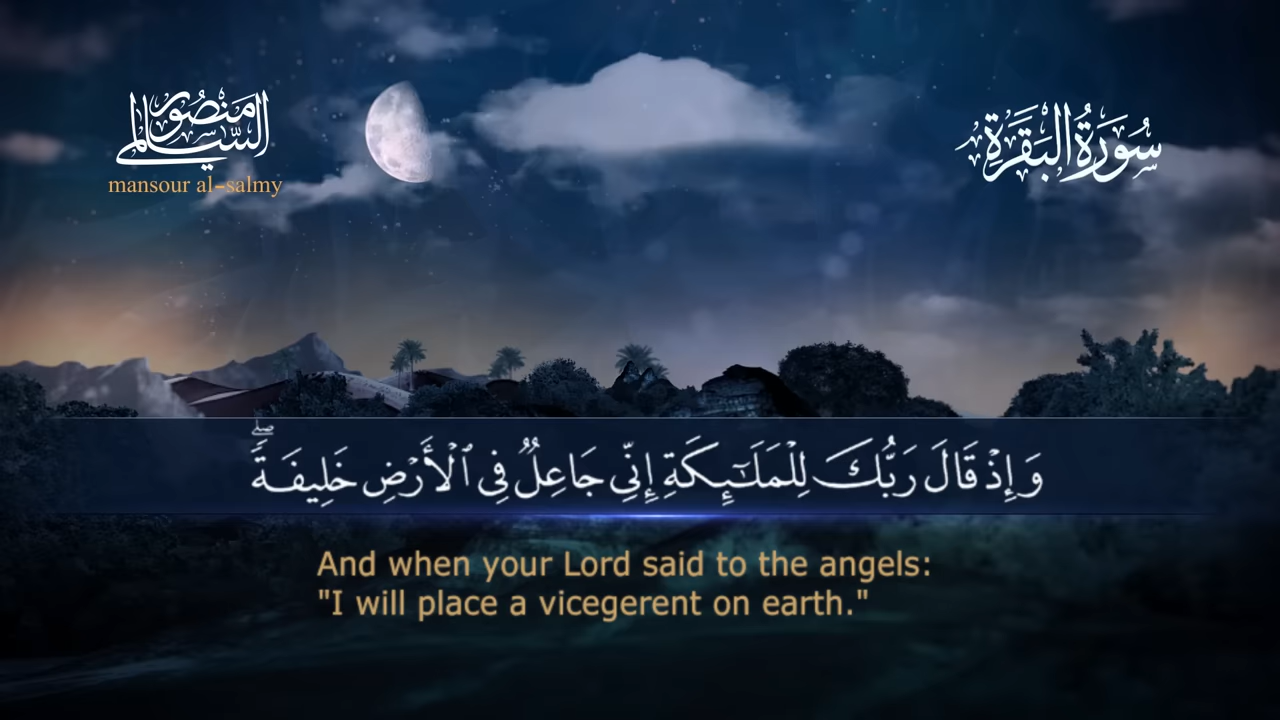 منصور السالمي
mansour al-salmy
سُورَةُ البَقَرَةِ
وَإِذْ قَالَ رَبُّكَ لِلْمَلَٰٓئِكَةِ إِنِّي جَاعِلٌ فِي ٱلْأَرْضِ خَلِيفَةًۖ
And when your Lord said to the angels:
"I will place a vicegerent on earth."